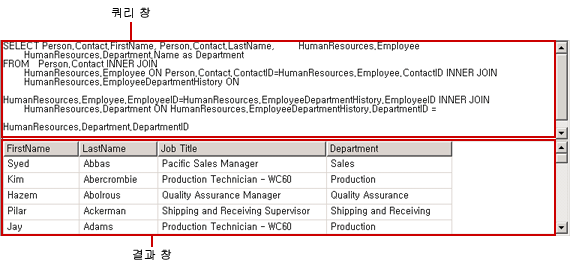 쿼리 창
SELECT Person,Contact,FirstName, Person,Contact,LastName, HumanResources,Employee
HumanResources,Department,Name as Department
FROM Person,Contact INNER JOIN
HumanResources,Employee ON Person,Contact,ContactID=HumanResources,Employee,ContactID INNER JOIN
HumanResources,EmployeeDepartmentHistory ON
HumanResources,Employee,EmployeeID=HumanResources,EmployeeDepartmentHistory,EmployeeID INNER JOIN
HumanResources,Department ON HumanResources,EmployeeDepartmentHistory,DepartmentID =
HumanResources,Department,DepartmentID
FirstName LastName Job Title Department
Syed Abbas Pacific Sales Manager Sales
Kim Abercrombie Production Technician - WC60 Production
Hazem Abolrous Quality Assurance Manager Quality Assurance
Pilar Ackerman Shipping and Receiving Supervisor Shipping and Receiving
Jay Adams Production Technician - WC60 Production
결과 창